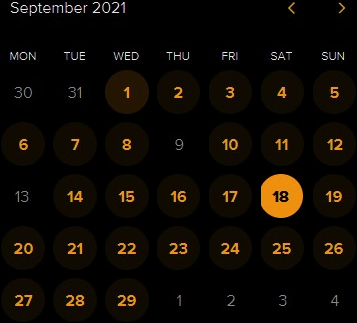 September 2021
MON TUE WED THU FRI SAT SUN
30 31 1 2 3 4 5
6 7 8 9 10 11 12
13 14 15 16 17 18 19
20 21 22 23 24 25 26
27 28 29 1 2 3 4